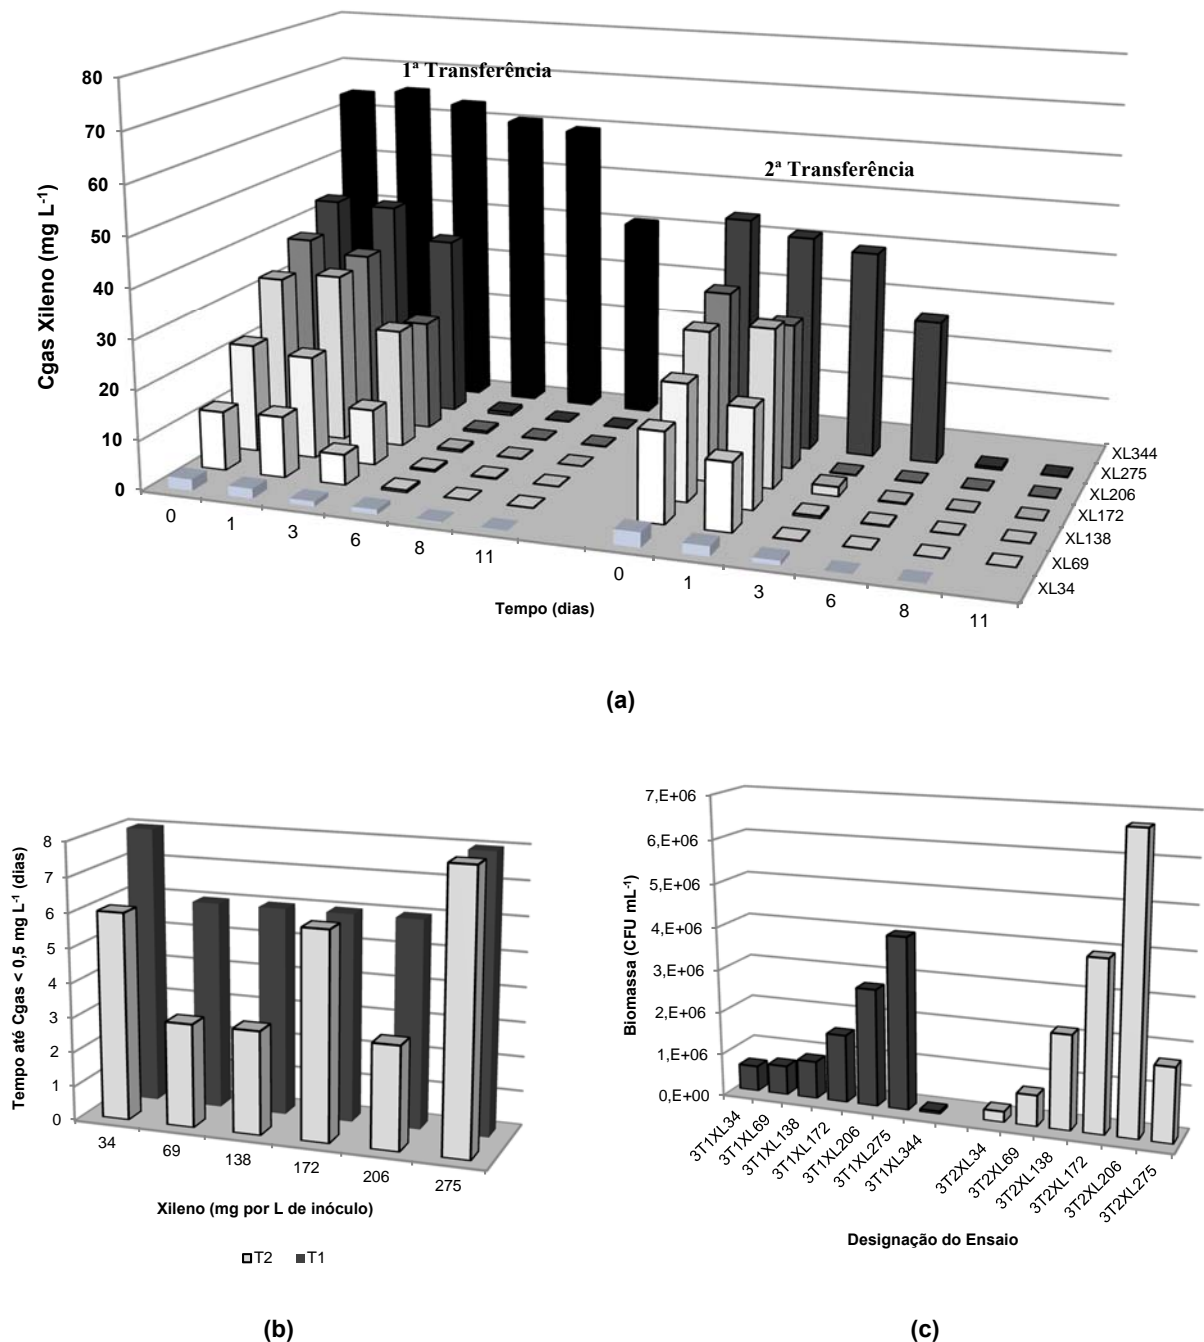 1ª Transferência
2ª Transferência
Cgas Xileno (mg L-1)
80
70
60
50
40
30
20
10
0
0 1 3 6 8 11 0 1 3 6 8 11
XL344
XL275
XL206
XL172
XL138
XL69
XL34
Tempo (dias)
(a)
Tempo até Cgas < 0,5 mg L-1 (dias)
8
7
6
5
4
3
2
1
0
34 69 138 172 206 275
Xileno (mg por L de inóculo)
T2 T1
(b)
Biomassa (CFU mL-1)
7,E+06
6,E+06
5,E+06
4,E+06
3,E+06
2,E+06
1,E+06
0,E+00
3T1XL34
3T1XL69
3T1XL138
3T1XL172
3T1XL206
3T1XL275
3T1XL344
3T2XL34
3T2XL69
3T2XL138
3T2XL172
3T2XL206
3T2XL275
Designação do Ensaio
(c)